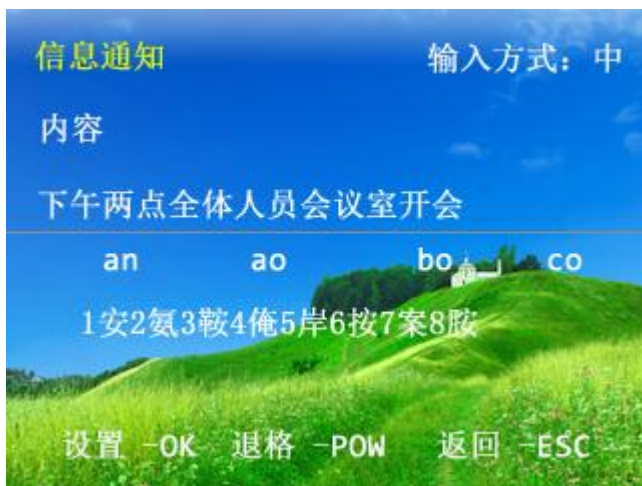 信息通知 输入方式：中
内容
下午两点全体人员会议室开会
an ao bo co
1安2氨3鞍4俺5岸6按7案8胺
设置 -OK 退格 -POW 返回 -ESC